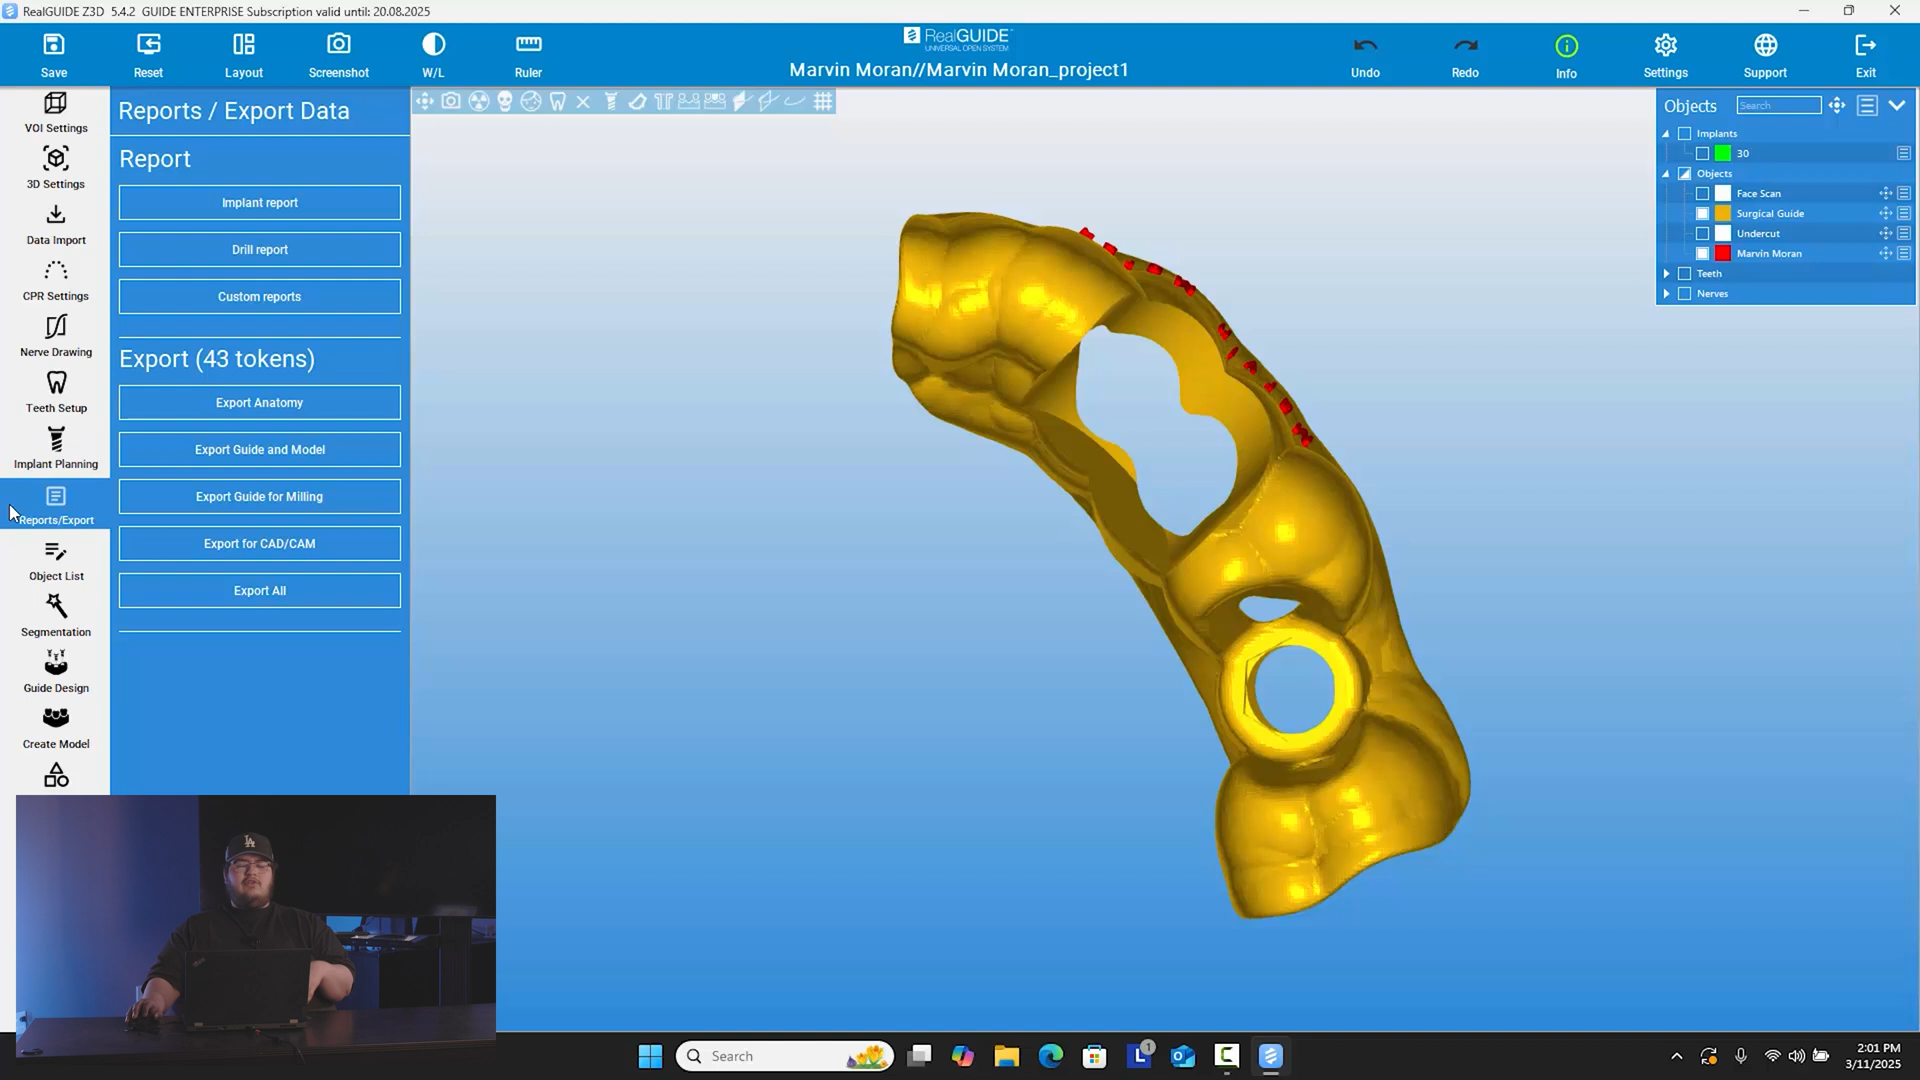 RealGUIDE Z3D 5.4.2 GUIDE ENTERPRISE Subscription valid until: 20.08.2025
Save
Reset
Layout
Screenshot
W/L
Ruler
RealGUIDE
UNIVERSAL OPEN SYSTEM
Marvin Moran//Marvin Moran_project1
Undo
Redo
Info
Settings
Support
Exit
VOI Settings
3D Settings
Data Import
CPR Settings
Nerve Drawing
Teeth Setup
Implant Planning
Reports/Export
Object List
Segmentation
Guide Design
Create Model
Reports / Export Data
Report
Implant report
Drill report
Custom reports
Export (43 tokens)
Export Anatomy
Export Guide and Model
Export Guide for Milling
Export for CAD/CAM
Export All
Objects
Search
Implants
30
Objects
Face Scan
Surgical Guide
Undercut
Marvin Moran
Teeth
Nerves
LA
Search
L
1
2:01 PM
3/11/2025